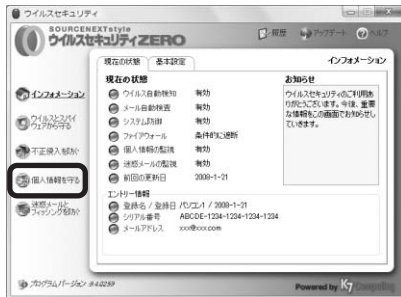 ウイルスセキュリティ
SOURCENEXTstyle
ウイルスセキュリティZERO
履歴
アップデート
ヘルプ
現在の状態
基本設定
インフォメーション
インフォメーション
ウイルスとスパイ
ウェアから守る
不正侵入を防ぐ
個人情報を守る
迷惑メールと
フィッシングを防ぐ
現在の状態
ウイルス自動検知 有効
メール自動検査 有効
システム防御 有効
ファイアウォール 条件的に遮断
個人情報の監視 有効
迷惑メールの監視 有効
前回の更新日 2008-1-21
エントリー情報
登録名 / 登録日 パソコン1 / 2008-1-21
シリアル番号 ABCDE-1234-1234-1234-1234
メールアドレス xxx@xxx.com
お知らせ
ウイルスセキュリティのご利用あ
りがとうございます。今後、重要
な情報をこの画面でお知らせし
ていきます。
プログラムバージョン
Powered by K7 Computing